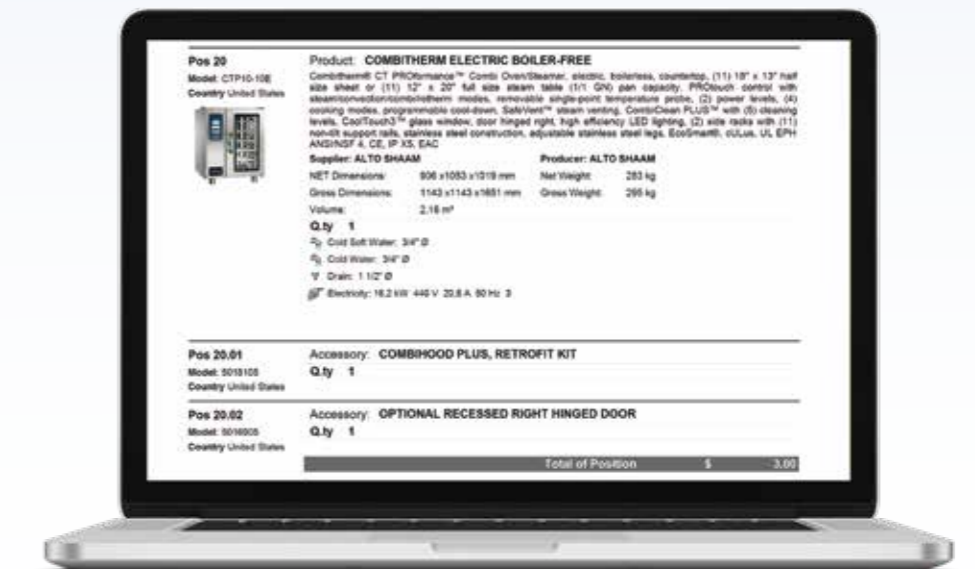 Pos 20
Product: COMBITHERM ELECTRIC BOILER-FREE
Model: CTP10-10E
Country United States
Combitherm® CT PROformance™ Combi Oven/Steamer, electric, boilerless, countertop, (11) 18" x 13" half
size sheet or (11) 12" x 20" full size steam table (1/1 GN) pan capacity, PROtouch control with
steam/convection/combitherm modes, removable single-point temperature probe, (2) power levels, (4)
cooking modes, programmable cool-down, SafeVent™ steam venting, CombiClean PLUS™ with (5) cleaning
levels, CoolTouch3™ glass window, door hinged right, high efficiency LED lighting, (2) side racks with (11)
non-tilt support rails, stainless steel construction, adjustable stainless steel legs. EcoSmart®, cULus, UL EPH
ANSI/NSF 4, CE, IP X5, EAC
Supplier: ALTO SHAAM Producer: ALTO SHAAM
NET Dimensions: x1093 x1019 mm Net Weight: 283 kg
Gross Dimensions: 1143 x1143 x1651 mm Gross Weight: 295 kg
Volume: 2,16 m³
Q.ty 1
Cold Soft Water: 3/4" Ø
Cold Water: 3/4" Ø
Drain: 1 1/2" Ø
Electricity: 16,2 kW 440 V 20,8 A 60 Hz 3
Pos 20.01
Accessory: COMBIHOOD PLUS, RETROFIT KIT
Model:
Q.ty 1
Country United States
Pos 20.02
Accessory: OPTIONAL RECESSED RIGHT HINGED DOOR
Model:
Q.ty 1
Country United States
Total of Position $ 3,00